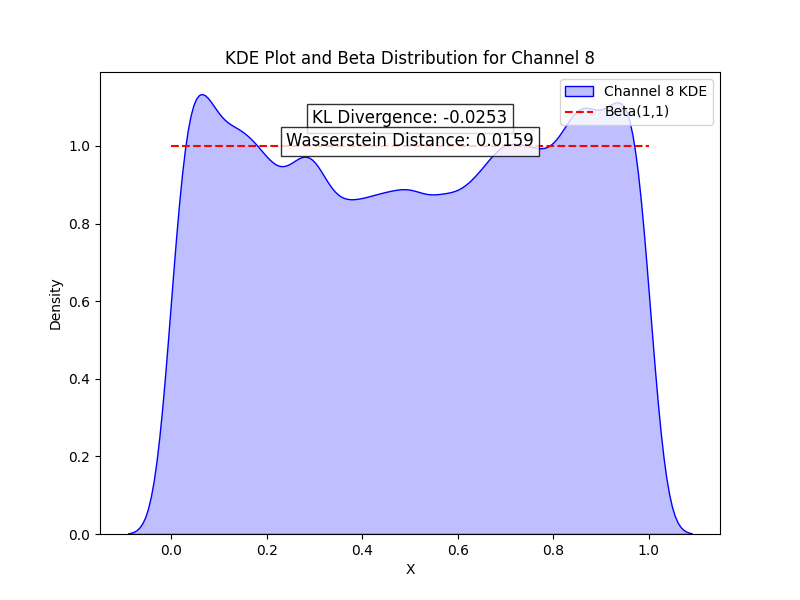 KDE Plot and Beta Distribution for Channel 8
Channel 8 KDE
Beta(1,1)
KL Divergence: -0.0253
Wasserstein Distance: 0.0159
Density
1.0
0.8
0.6
0.4
0.2
0.0
0.0 0.2 0.4 0.6 0.8 1.0
X